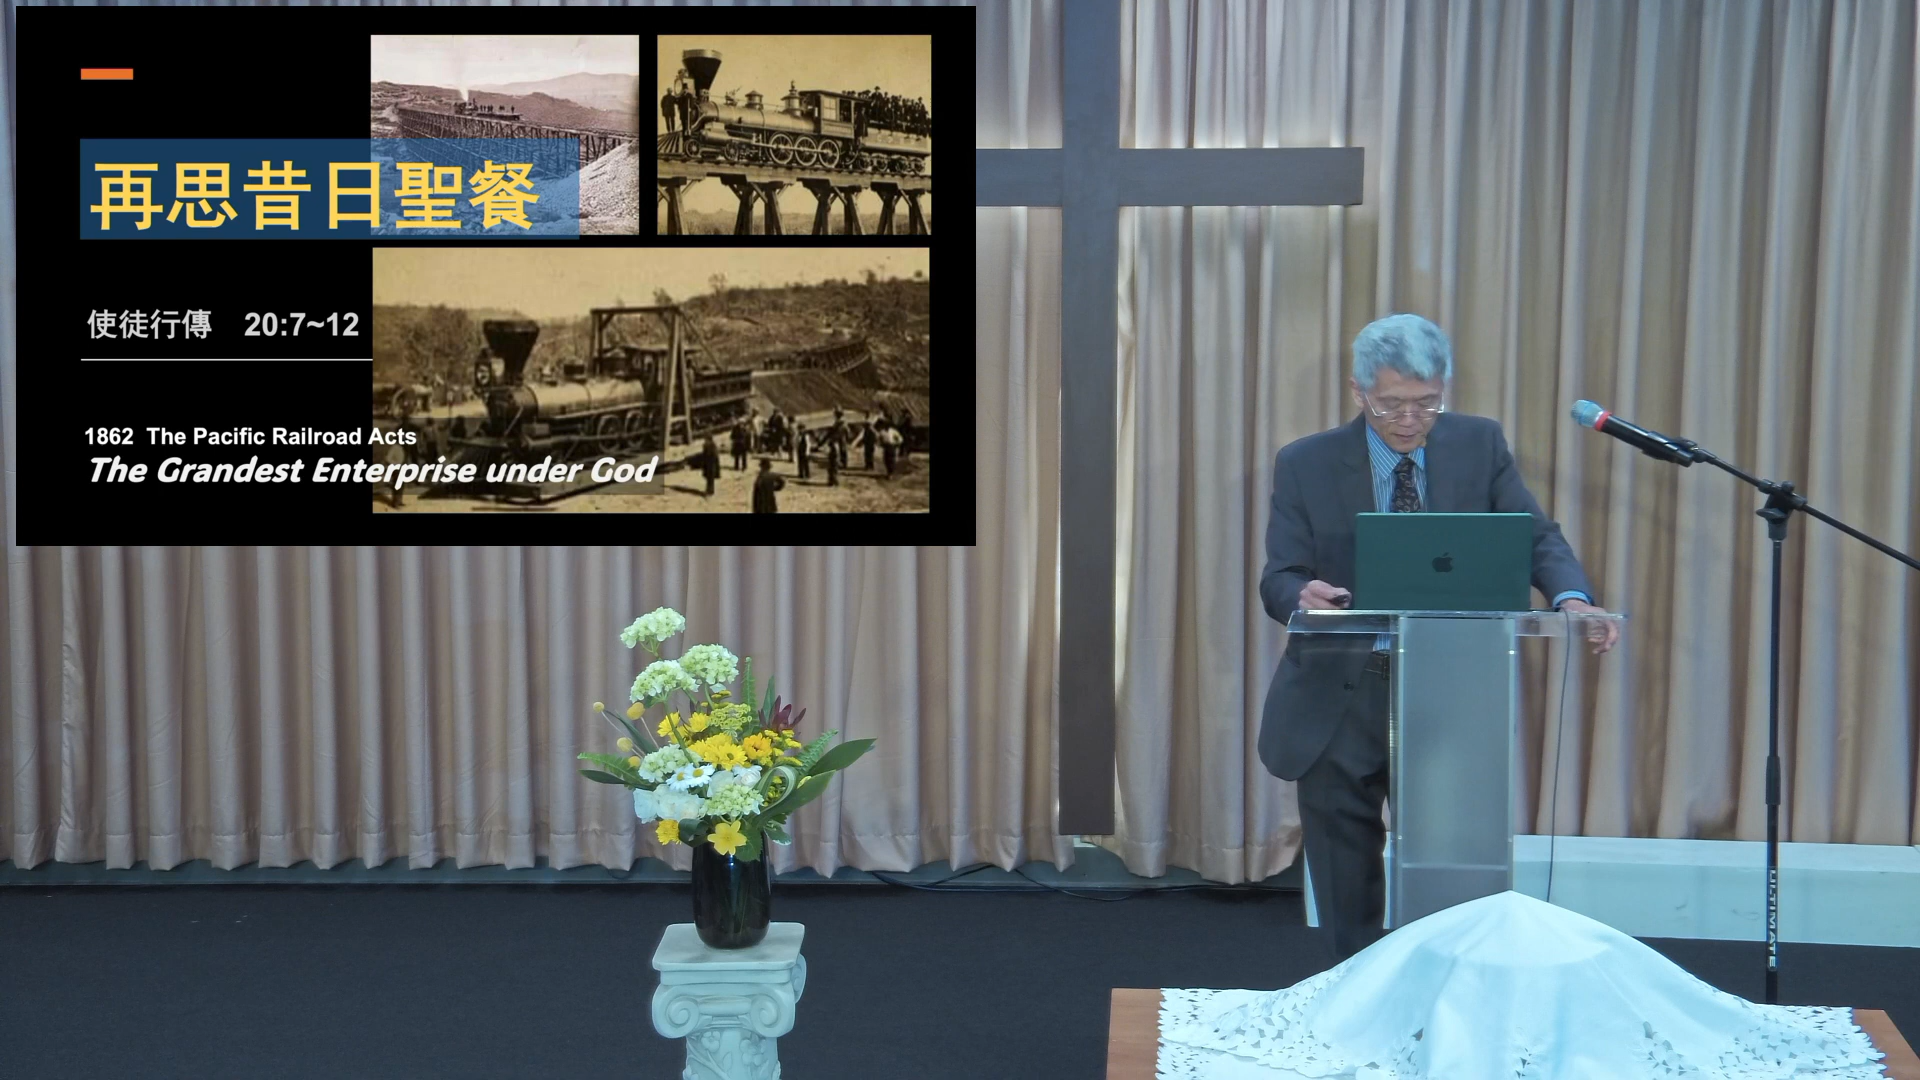 再思昔日聖餐
使徒行傳 20:7~12
1862 The Pacific Railroad Acts
The Grandest Enterprise under God
ULTIMATE